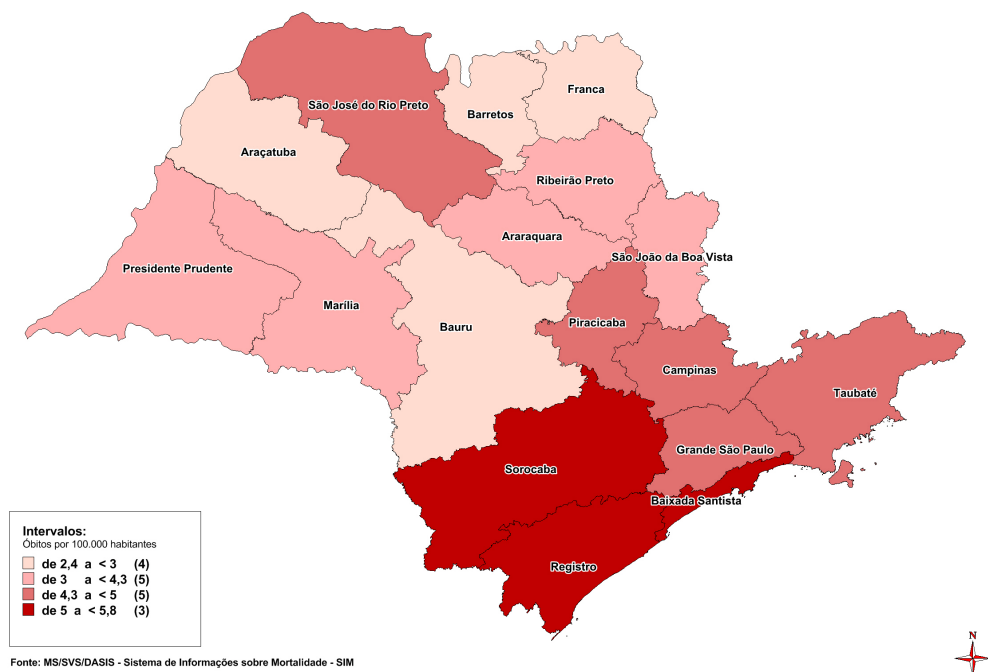 Franca
São José do Rio Preto
Barretos
Araçatuba
Ribeirão Preto
Araraquara
São João da Boa Vista
Presidente Prudente
Marília
Bauru
Piracicaba
Campinas
Taubaté
Grande São Paulo
Sorocaba
Baixada Santista
Registro
Intervalos:
Óbitos por 100.000 habitantes
de 2,4 a < 3 (4)
de 3 a < 4,3 (5)
de 4,3 a < 5 (5)
de 5 a < 5,8 (3)
N
Fonte: MS/SVS/DASIS - Sistema de Informações sobre Mortalidade - SIM